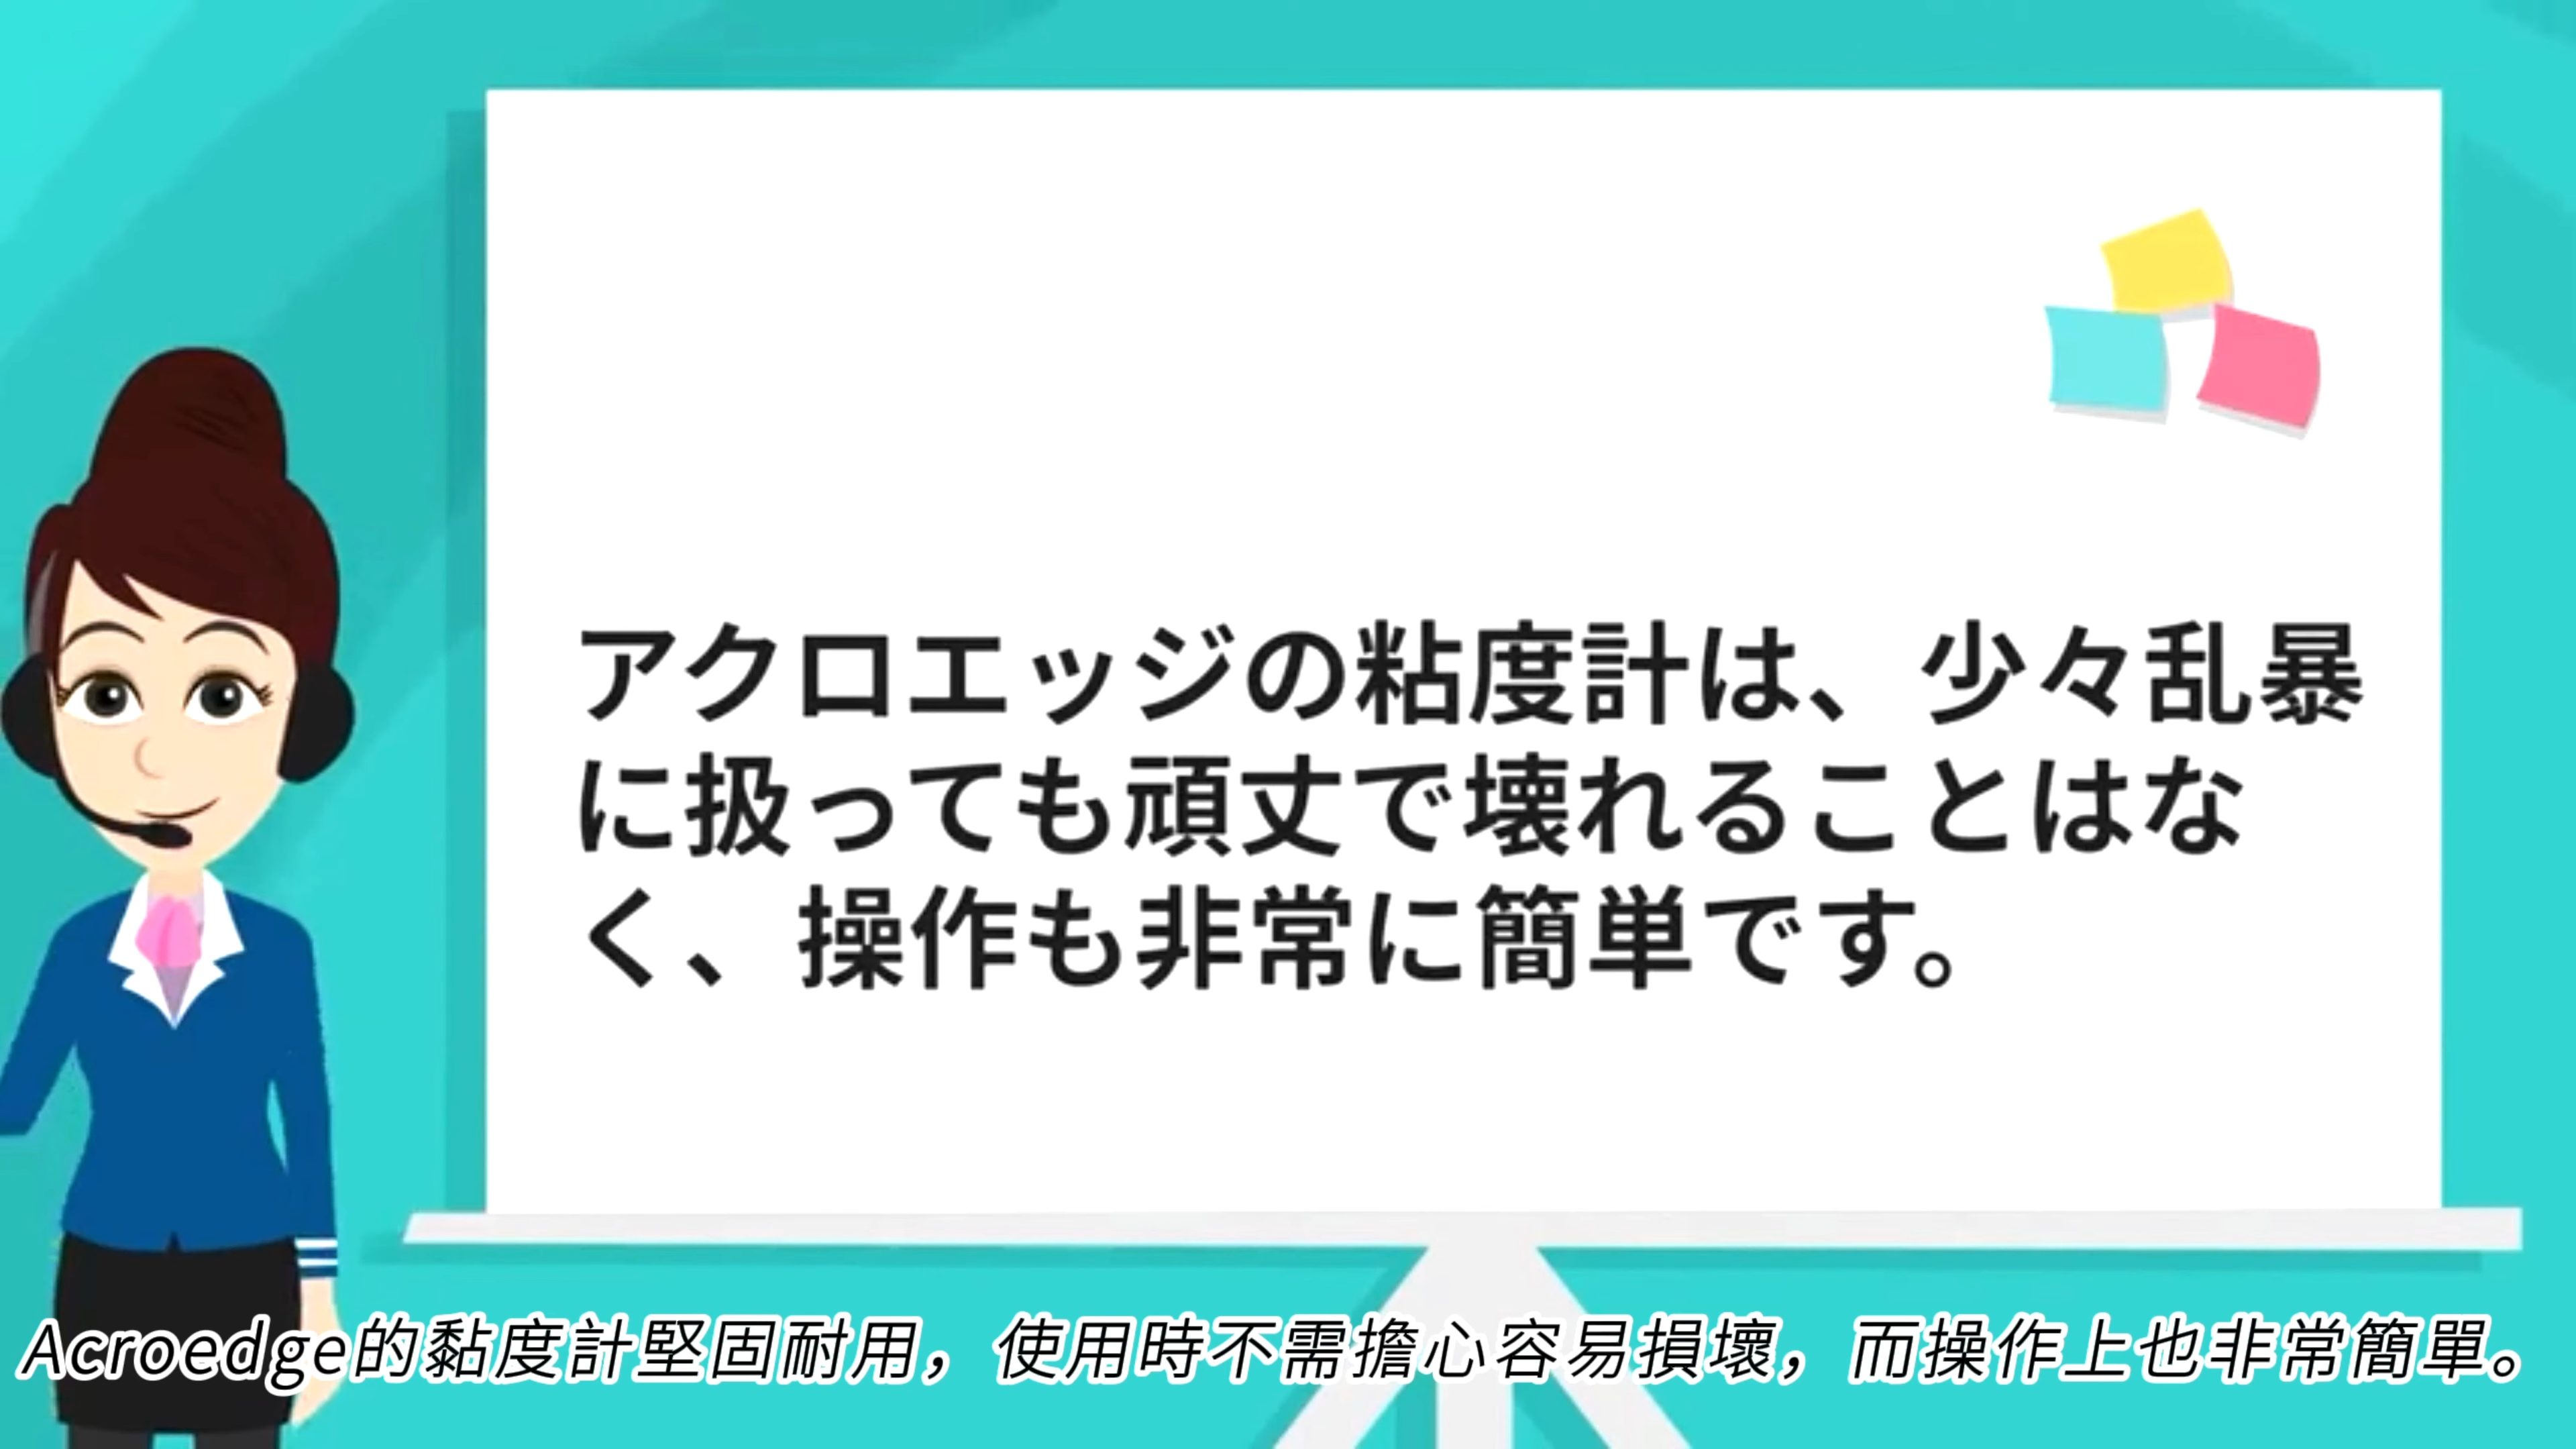 アクロエッジの粘度計は、少々乱暴
に扱っても頑丈で壊れることはな
く、操作も非常に簡単です。
Acroedge的黏度計堅固耐用，使用時不需擔心容易損壞，而操作上也非常簡單。